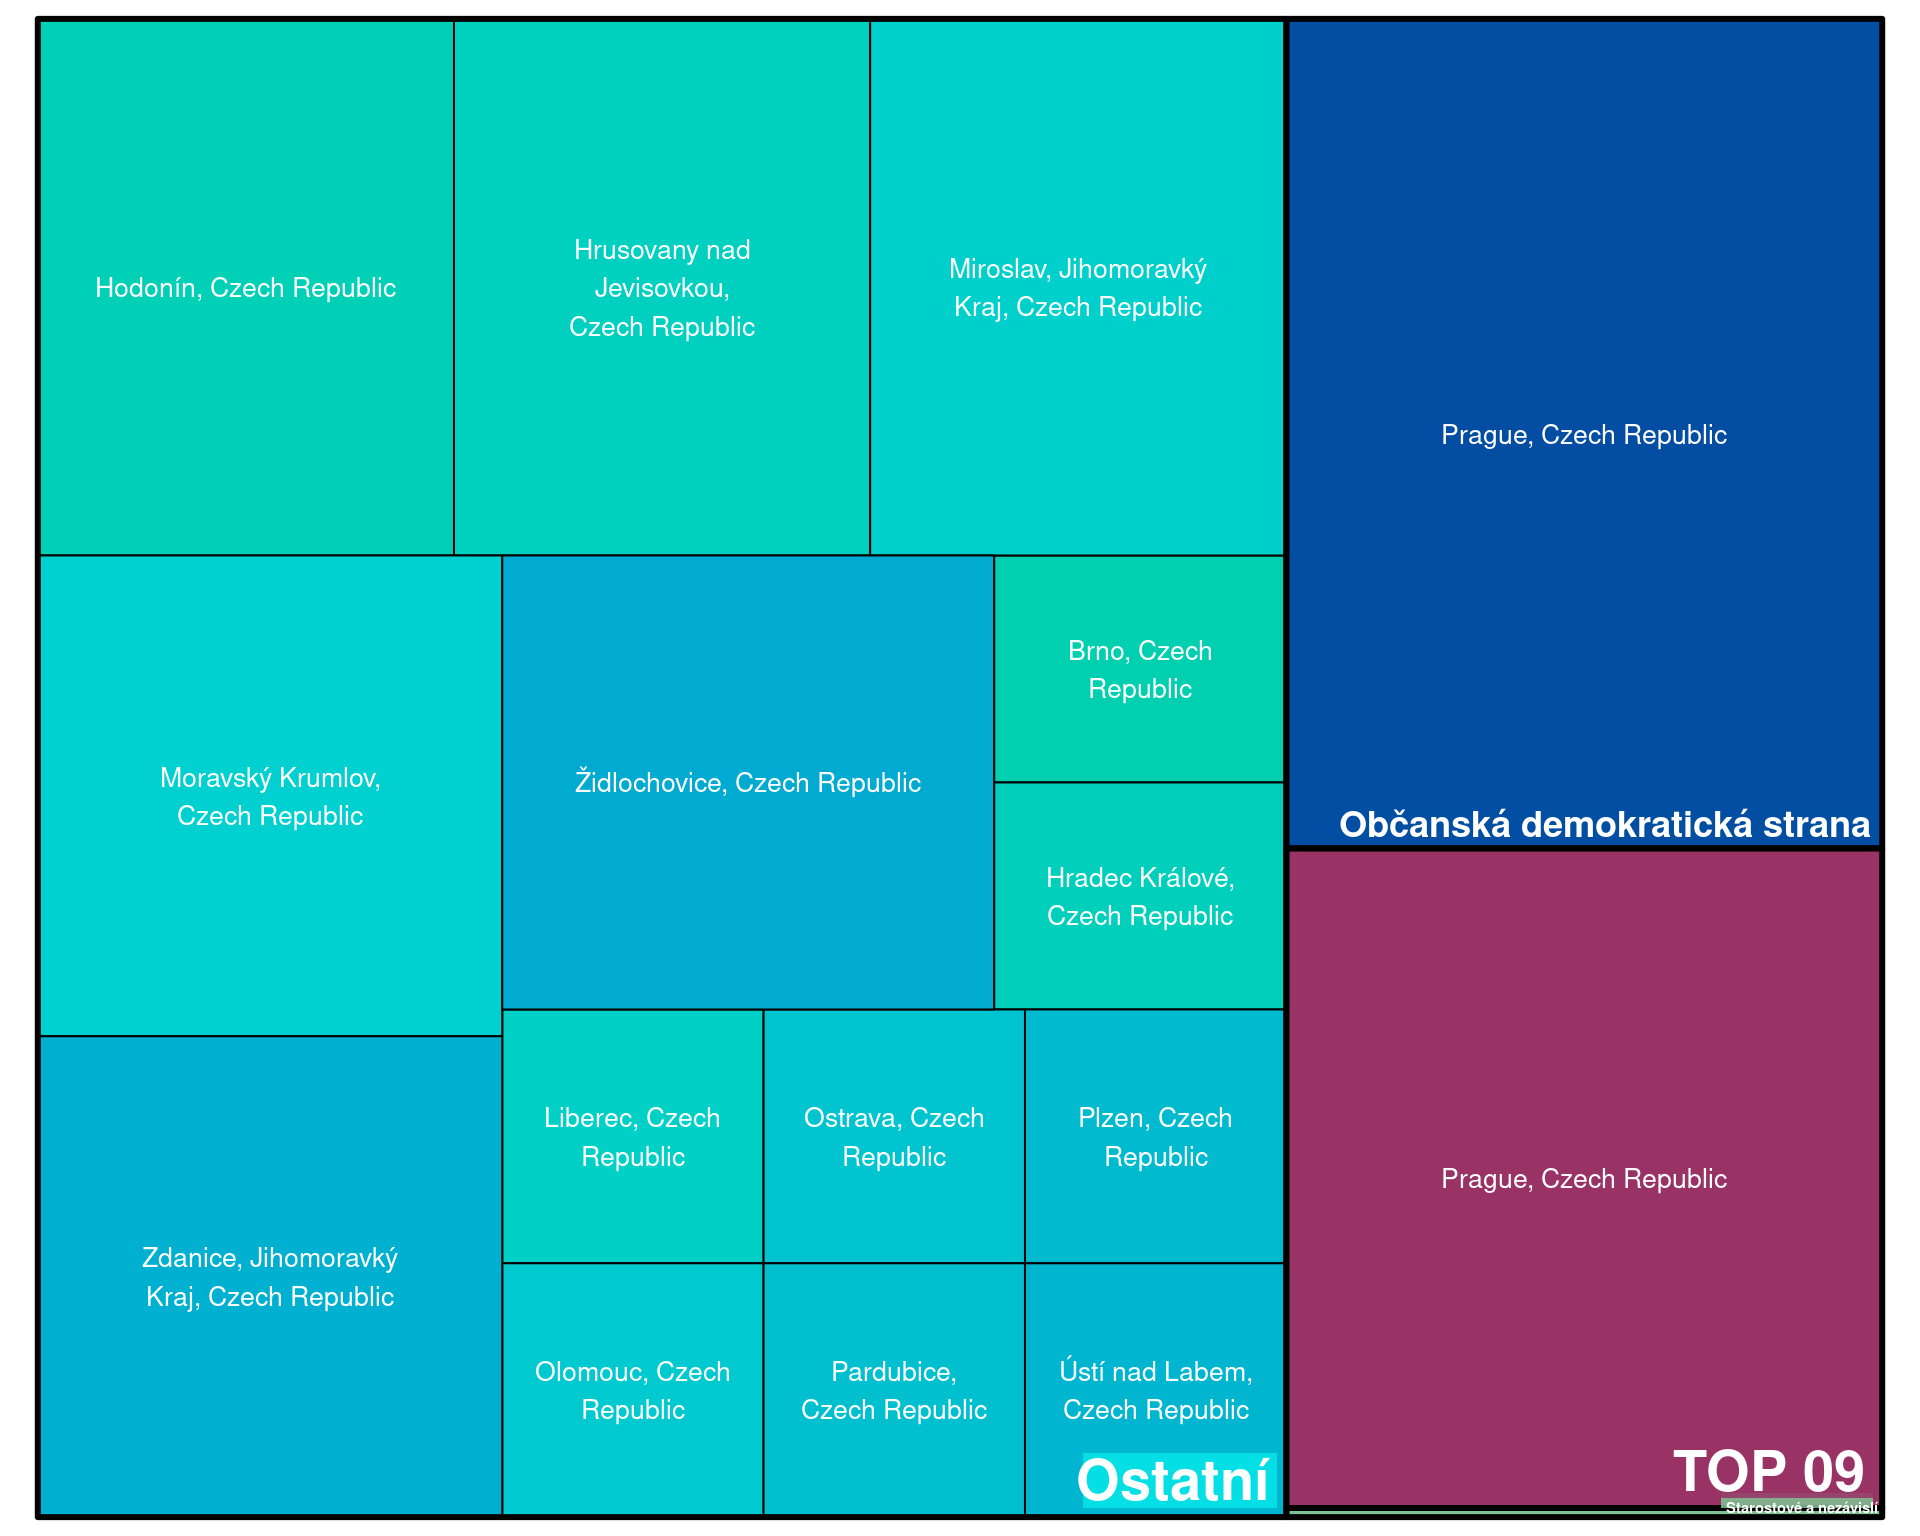 Hodonín, Czech Republic
Hrusovany nad
Jevisovkou,
Czech Republic
Miroslav, Jihomoravký
Kraj, Czech Republic
Prague, Czech Republic
Občanská demokratická strana
Moravský Krumlov,
Czech Republic
Židlochovice, Czech Republic
Brno, Czech
Republic
Hradec Králové,
Czech Republic
Zdanice, Jihomoravký
Kraj, Czech Republic
Liberec, Czech
Republic
Ostrava, Czech
Republic
Plzen, Czech
Republic
Olomouc, Czech
Republic
Pardubice,
Czech Republic
Ústí nad Labem,
Czech Republic
Ostatní
Prague, Czech Republic
TOP 09
Starostové a nezávislí